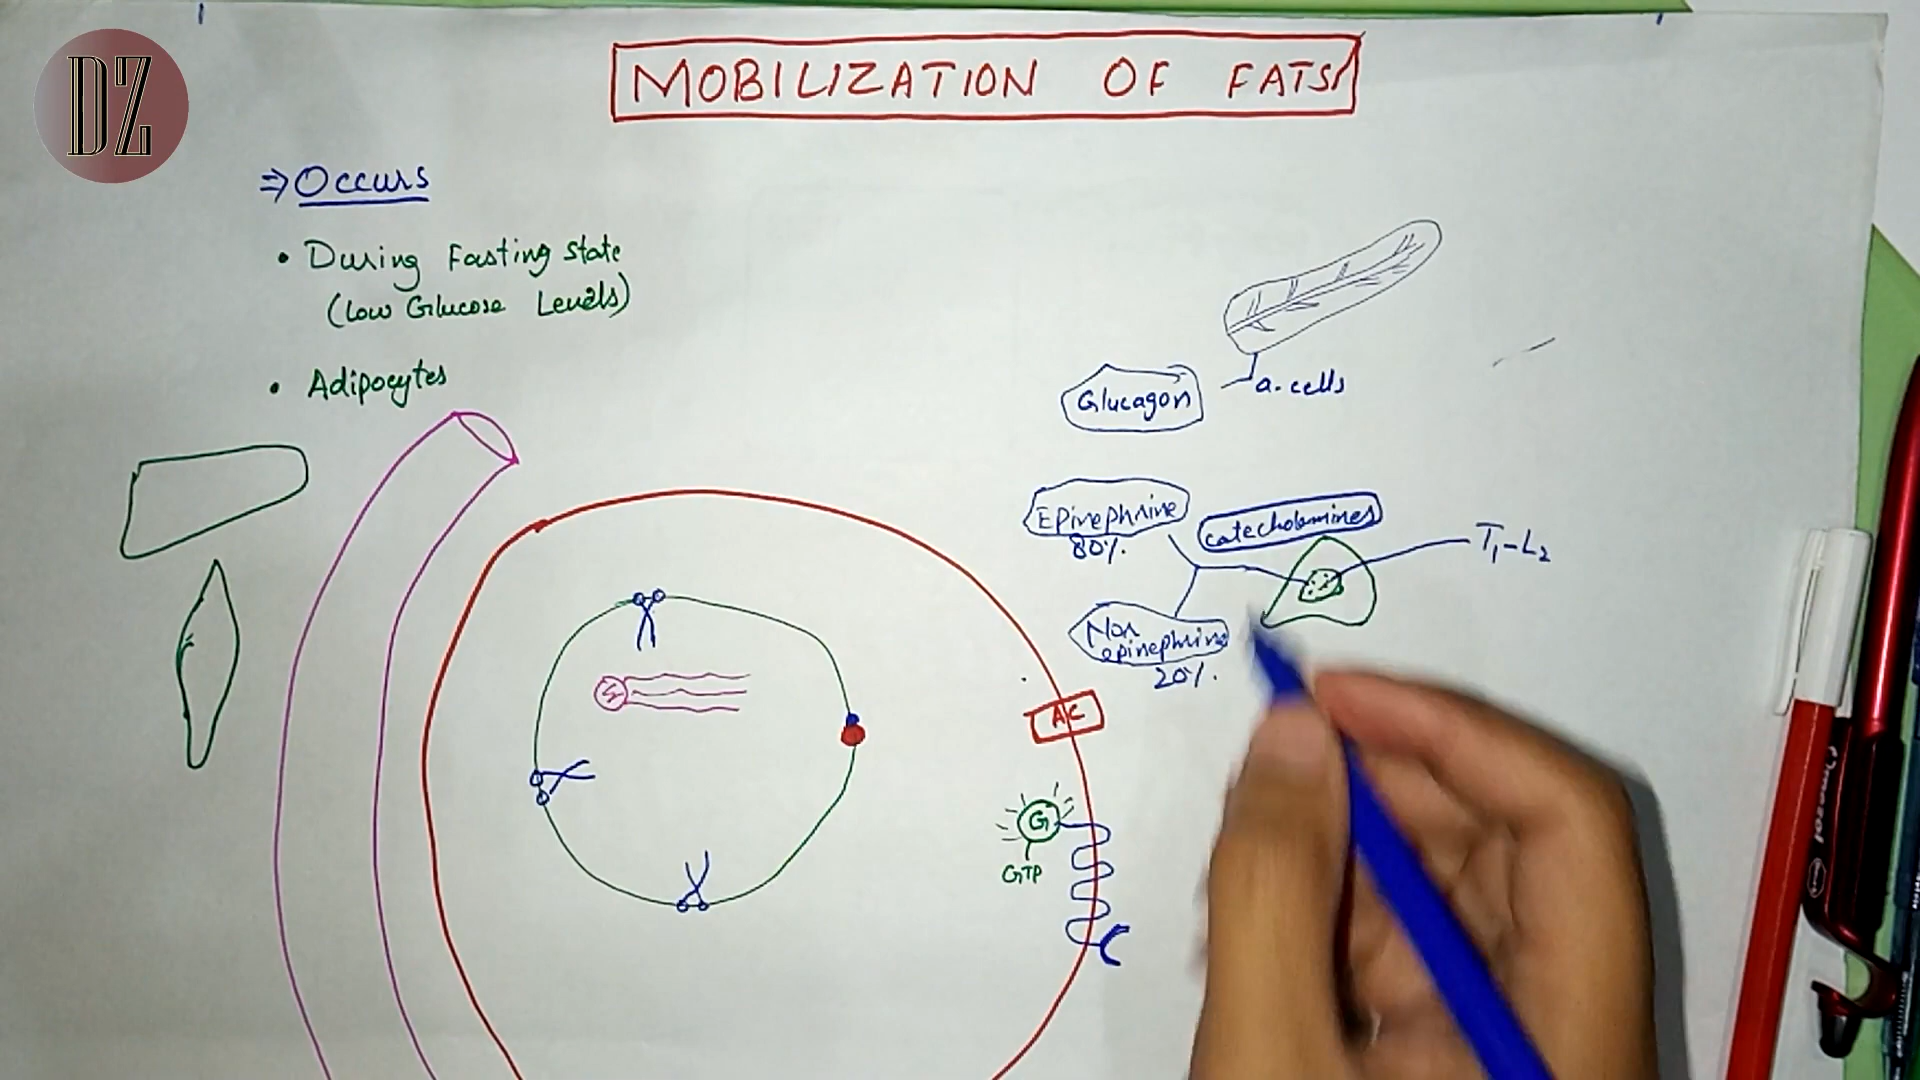 DZ
MOBILIZATION OF FATS
⇒ Occurs
• During Fasting state
(Low Glucose Levels)
• Adipocytes
Glucagon
α-cells
Epinephrine
80%.
catecholamines
T1-L2
Nor
epinephrine
20%.
AC
G
GTP